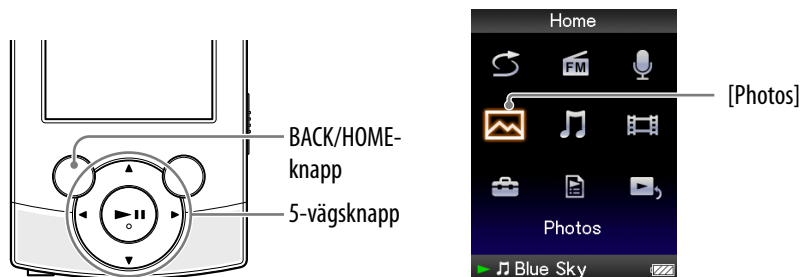 BACK/HOME-
knapp
5-vägsknapp
Home
FM
[Photos]
Photos
Blue Sky